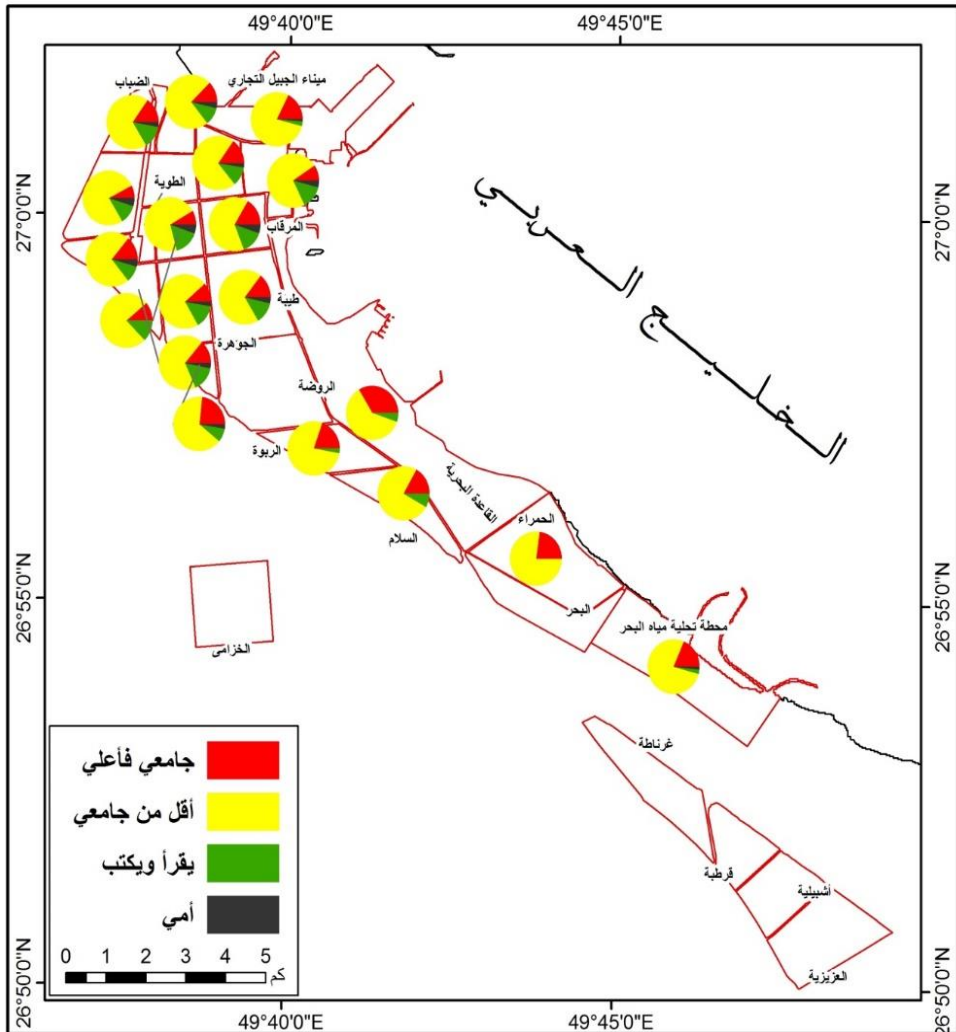 49°40'0"E
49°45'0"E
ميناء الجبيل التجاري
الضباب
الطوية
27°0'0"N
27°0'0"N
المرقاب
الخليج العربي
طيبة
الجوهرة
الروضة
الربوة
القاعدة البحرية
الحمراء
السلام
26°55'0"N
26°55'0"N
البحر
محطة تحلية مياه البحر
الخزامى
غرناطة
جامعي فأعلي
أقل من جامعي
يقرأ ويكتب
أمي
قرطبة
أشبيلية
العزيزية
0 1 2 3 4 5
كم
26°50'0"N
26°50'0"N
49°40'0"E
49°45'0"E